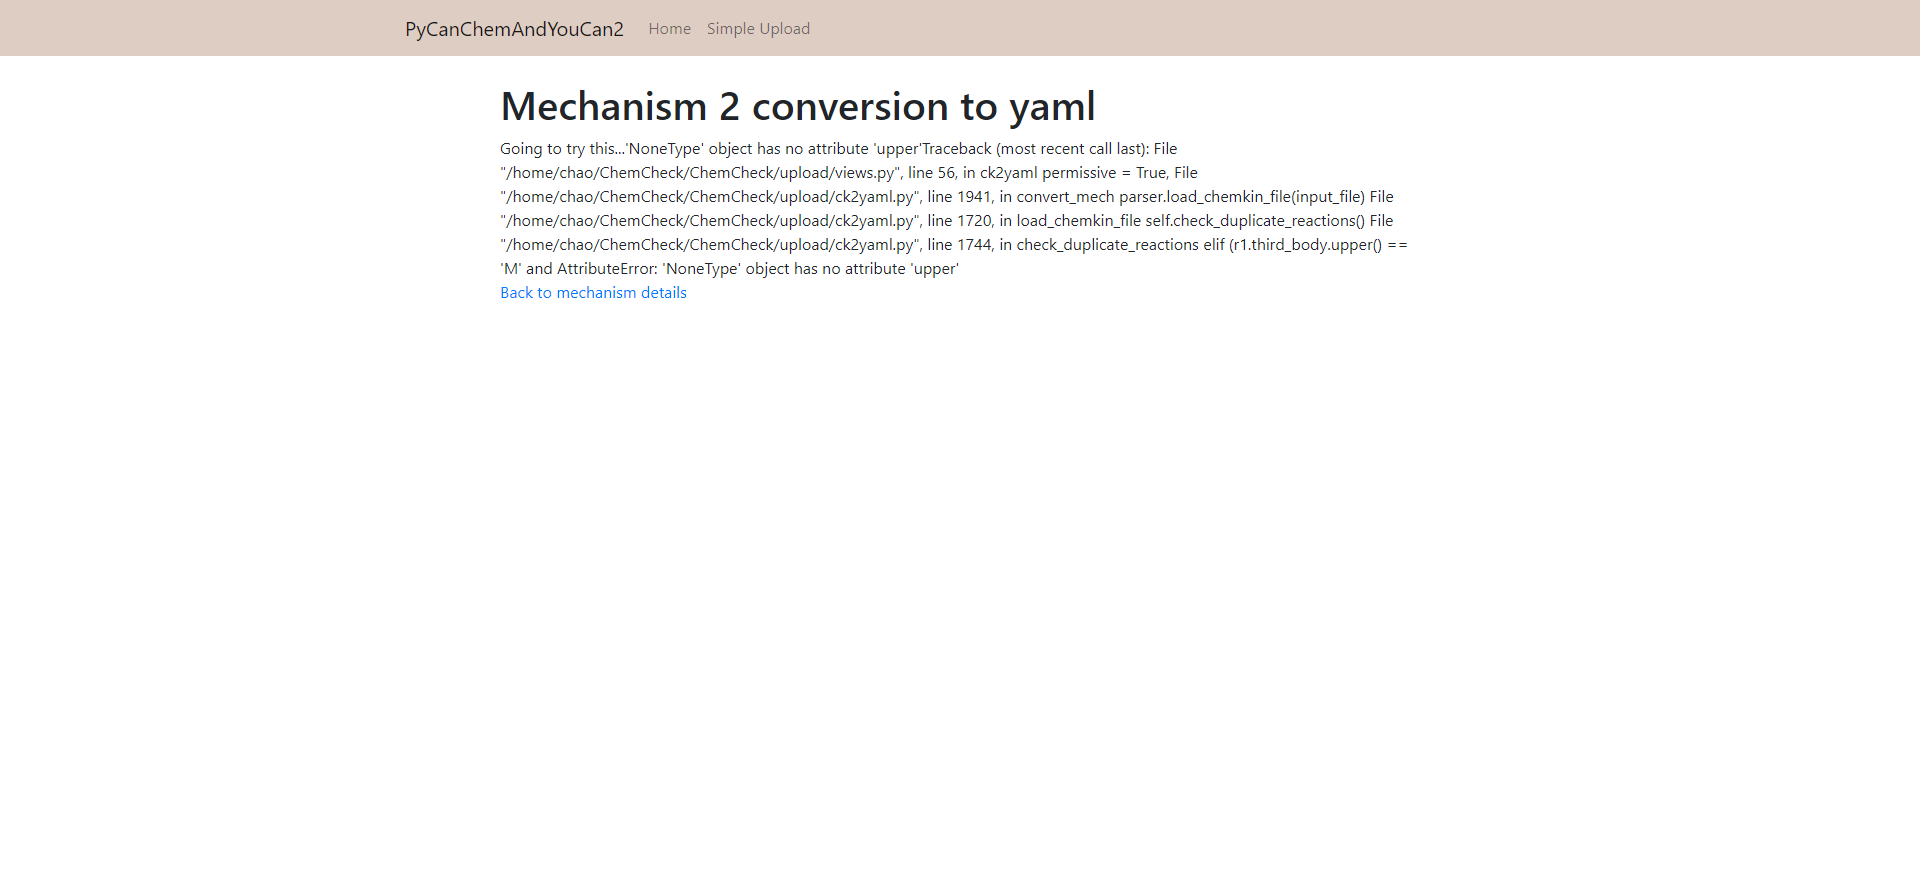 PyCanChemAndYouCan2 Home Simple Upload
Mechanism 2 conversion to yaml
Going to try this...'NoneType' object has no attribute 'upper'Traceback (most recent call last): File
"/home/chao/ChemCheck/ChemCheck/upload/views.py", line 56, in ck2yaml permissive = True, File
"/home/chao/ChemCheck/ChemCheck/upload/ck2yaml.py", line 1941, in convert_mech parser.load_chemkin_file(input_file) File
"/home/chao/ChemCheck/ChemCheck/upload/ck2yaml.py", line 1720, in load_chemkin_file self.check_duplicate_reactions() File
"/home/chao/ChemCheck/ChemCheck/upload/ck2yaml.py", line 1744, in check_duplicate_reactions elif (r1.third_body.upper() ==
'M' and AttributeError: 'NoneType' object has no attribute 'upper'
Back to mechanism details